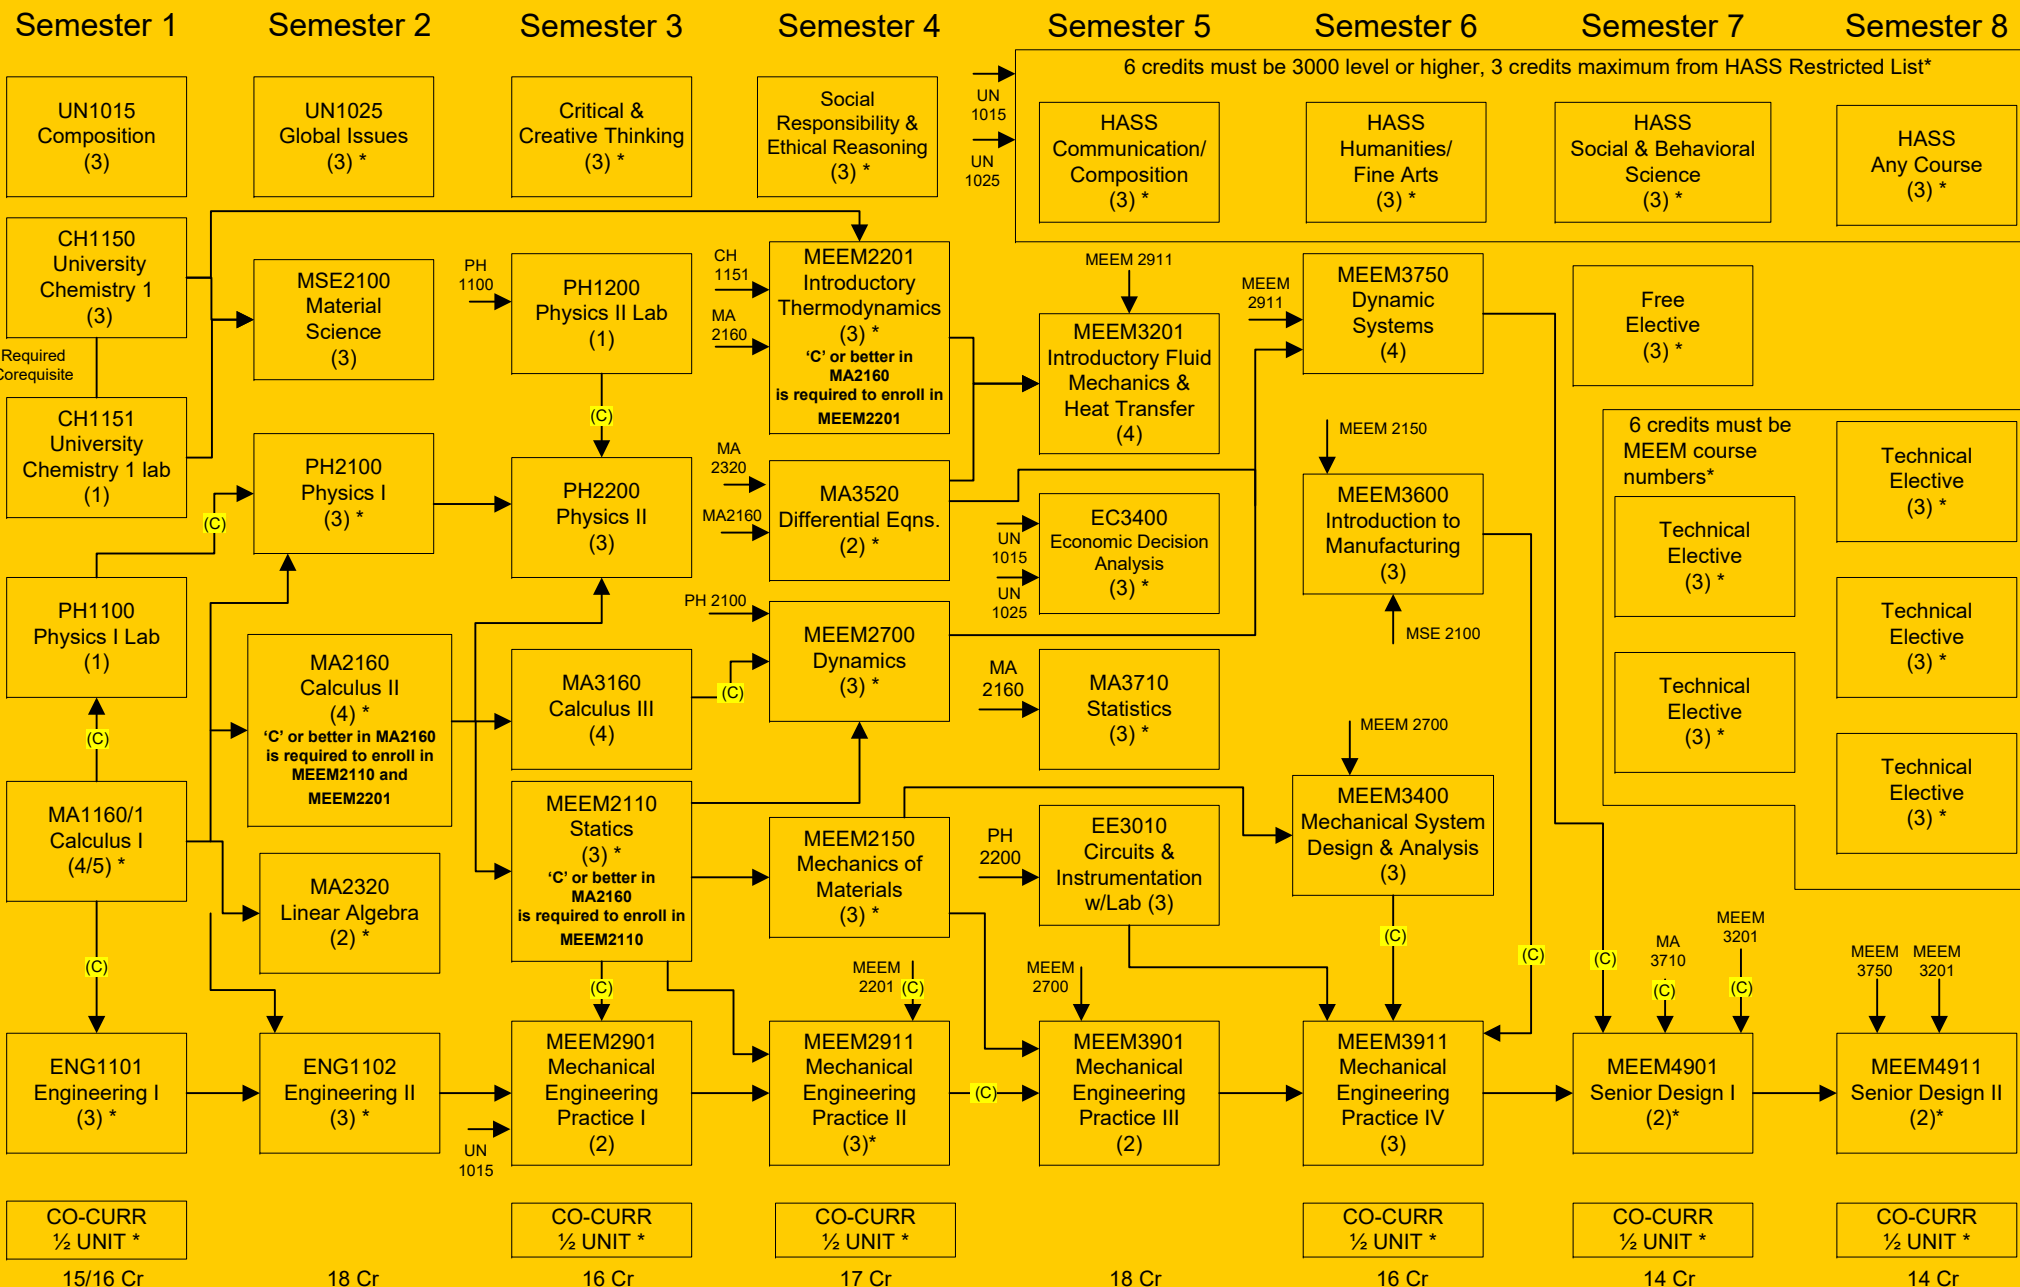 Semester 1
Semester 2
Semester 3
Semester 4
Semester 5
Semester 6
Semester 7
Semester 8
6 credits must be 3000 level or higher, 3 credits maximum from HASS Restricted List*
UN1015
Composition
(3)
UN1025
Global Issues
(3) *
Critical &
Creative Thinking
(3) *
Social
Responsibility &
Ethical Reasoning
(3) *
UN
1015
UN
1025
HASS
Communication/
Composition
(3) *
HASS
Humanities/
Fine Arts
(3) *
HASS
Social & Behavioral
Science
(3) *
HASS
Any Course
(3) *
CH1150
University
Chemistry 1
(3)
Required
Corequisite
CH1151
University
Chemistry 1 lab
(1)
MSE2100
Material
Science
(3)
PH
1100
PH1200
Physics II Lab
(1)
(C)
CH
1151
MA
2160
MEEM2201
Introductory
Thermodynamics
(3) *
‘C’ or better in
MA2160
is required to enroll in
MEEM2201
MEEM 2911
MEEM3201
Introductory Fluid
Mechanics &
Heat Transfer
(4)
MEEM
2911
MEEM3750
Dynamic
Systems
(4)
Free
Elective
(3) *
(C)
PH2100
Physics I
(3) *
PH2200
Physics II
(3)
MA
2320
MA2160
MA3520
Differential Eqns.
(2) *
UN
1015
UN
1025
EC3400
Economic Decision
Analysis
(3) *
MEEM 2150
MEEM3600
Introduction to
Manufacturing
(3)
MSE 2100
6 credits must be
MEEM course
numbers*
Technical
Elective
(3) *
Technical
Elective
(3) *
Technical
Elective
(3) *
Technical
Elective
(3) *
Technical
Elective
(3) *
PH1100
Physics I Lab
(1)
(C)
MA2160
Calculus II
(4) *
‘C’ or better in MA2160
is required to enroll in
MEEM2110 and
MEEM2201
MA3160
Calculus III
(4)
(C)
PH 2100
MEEM2700
Dynamics
(3) *
MA
2160
MA3710
Statistics
(3) *
MEEM 2700
MEEM3400
Mechanical System
Design & Analysis
(3)
MA1160/1
Calculus I
(4/5) *
(C)
MA2320
Linear Algebra
(2) *
MEEM2110
Statics
(3) *
‘C’ or better in
MA2160
is required to enroll in
MEEM2110
(C)
MEEM2150
Mechanics of
Materials
(3) *
PH
2200
EE3010
Circuits &
Instrumentation
w/Lab (3)
(C)
(C)
(C)
MEEM
2201
(C)
MEEM
2700
MA
3710
(C)
MEEM
3201
(C)
MEEM
3750
MEEM
3201
ENG1101
Engineering I
(3) *
ENG1102
Engineering II
(3) *
UN
1015
MEEM2901
Mechanical
Engineering
Practice I
(2)
MEEM2911
Mechanical
Engineering
Practice II
(3)*
(C)
MEEM3901
Mechanical
Engineering
Practice III
(2)
MEEM3911
Mechanical
Engineering
Practice IV
(3)
MEEM4901
Senior Design I
(2)*
MEEM4911
Senior Design II
(2)*
CO-CURR
½ UNIT *
CO-CURR
½ UNIT *
CO-CURR
½ UNIT *
CO-CURR
½ UNIT *
CO-CURR
½ UNIT *
CO-CURR
½ UNIT *
15/16 Cr
18 Cr
16 Cr
17 Cr
18 Cr
16 Cr
14 Cr
14 Cr